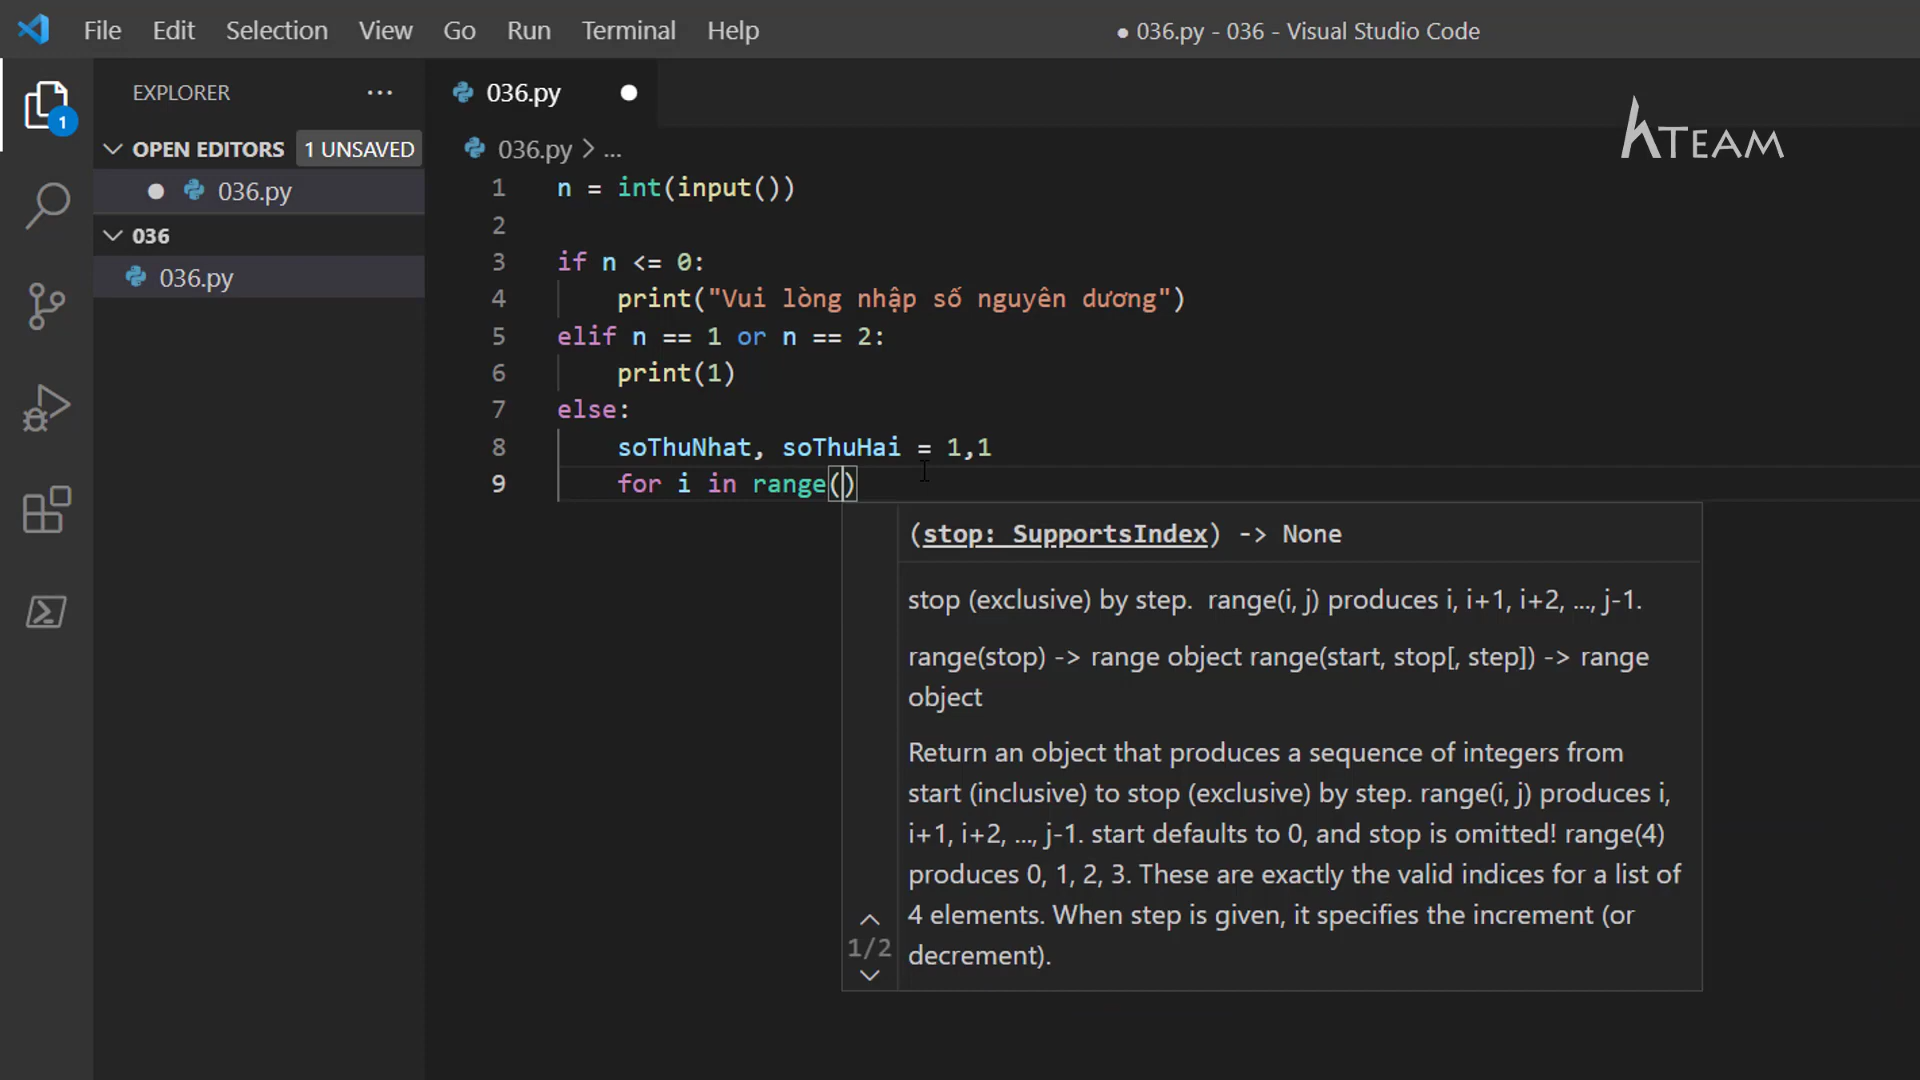 File Edit Selection View Go Run Terminal Help
● 036.py - 036 - Visual Studio Code
EXPLORER ...
036.py ●
HTEAM
OPEN EDITORS 1 UNSAVED
● 036.py
036
036.py
036.py > ...
1 n = int(input())
2
3 if n <= 0:
4 print("Vui lòng nhập số nguyên dương")
5 elif n == 1 or n == 2:
6 print(1)
7 else:
8 soThuNhat, soThuHai = 1,1
9 for i in range()
(stop: SupportsIndex) -> None
stop (exclusive) by step. range(i, j) produces i, i+1, i+2, ..., j-1.
range(stop) -> range object range(start, stop[, step]) -> range
object
Return an object that produces a sequence of integers from
start (inclusive) to stop (exclusive) by step. range(i, j) produces i,
i+1, i+2, ..., j-1. start defaults to 0, and stop is omitted! range(4)
produces 0, 1, 2, 3. These are exactly the valid indices for a list of
4 elements. When step is given, it specifies the increment (or
decrement).
1/2
1